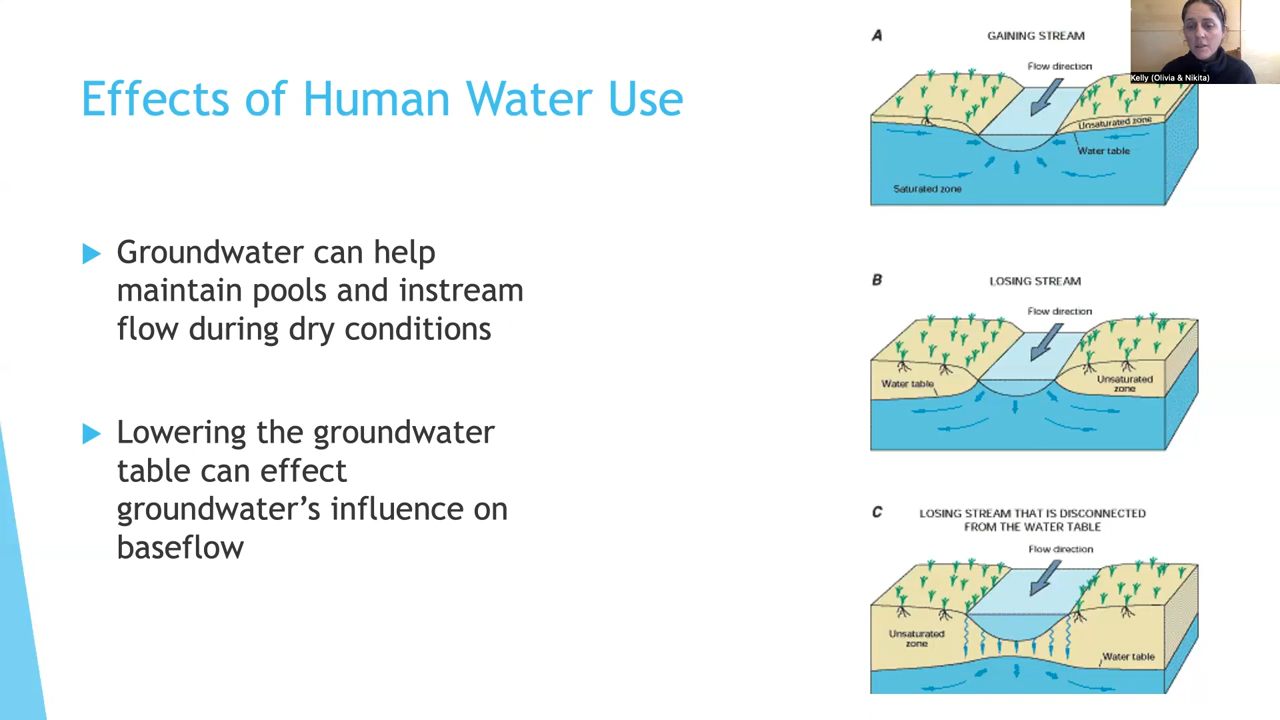 Effects of Human Water Use
Groundwater can help
maintain pools and instream
flow during dry conditions
Lowering the groundwater
table can effect
groundwater’s influence on
baseflow
A
GAINING STREAM
Flow direction
Unsaturated zone
Water table
Saturated zone
B
LOSING STREAM
Flow direction
Water table
Unsaturated
zone
C
LOSING STREAM THAT IS DISCONNECTED
FROM THE WATER TABLE
Flow direction
Unsaturated
zone
Water table
Kelly (Olivia & Nikita)